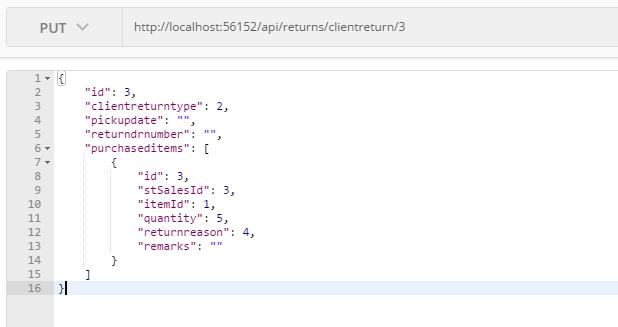 PUT http://localhost:56152/api/returns/clientreturn/3
1 {
2 "id": 3,
3 "clientreturntype": 2,
4 "pickupdate": "",
5 "returndrnumber": "",
6 "purchaseditems": [
7 {
8 "id": 3,
9 "stSalesId": 3,
10 "itemId": 1,
11 "quantity": 5,
12 "returnreason": 4,
13 "remarks": ""
14 }
15 ]
16 }